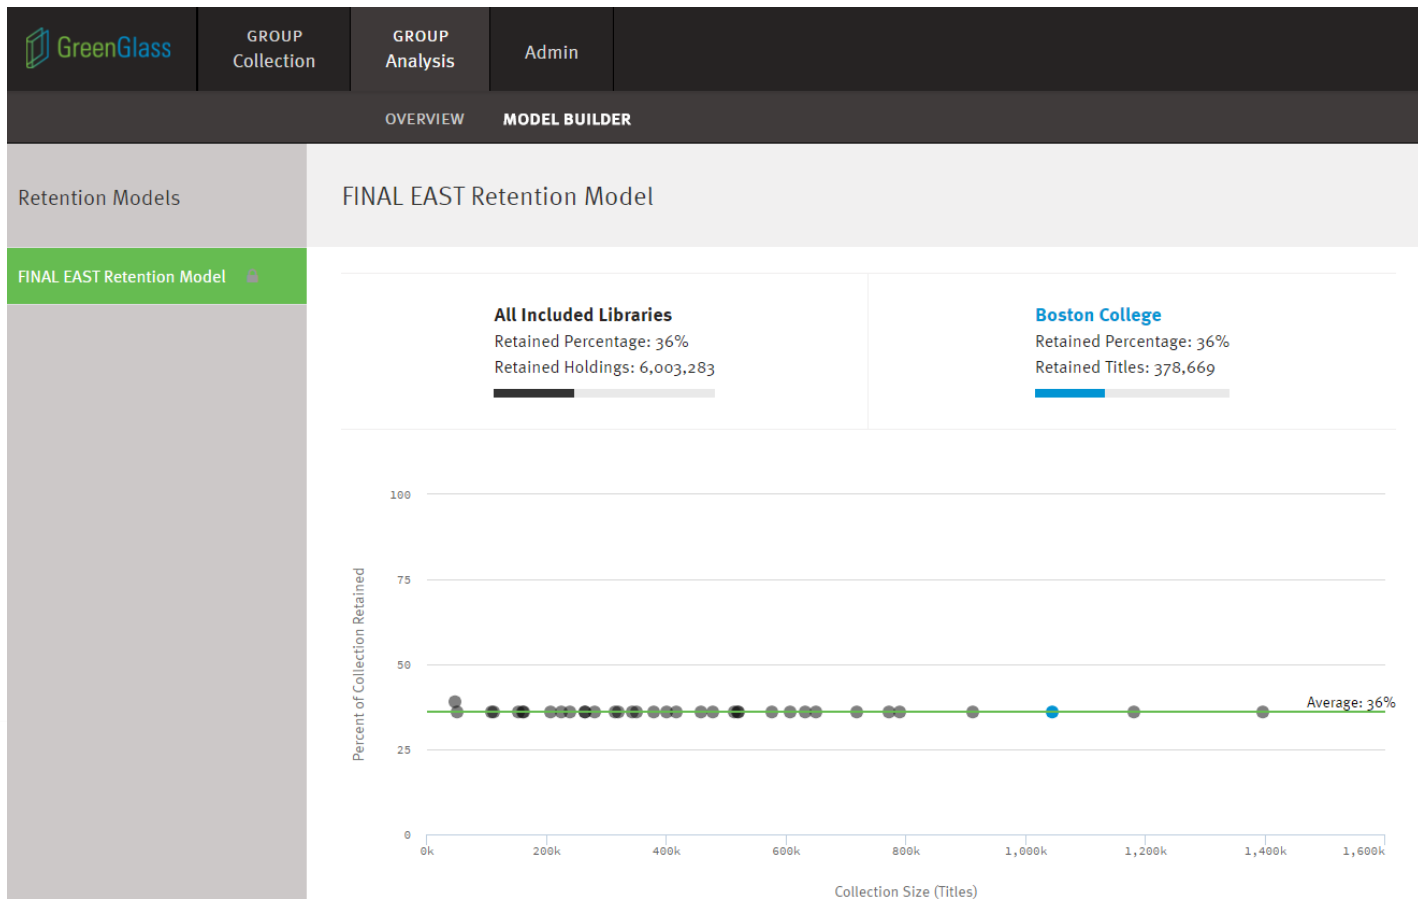 GreenGlass
GROUP
Collection
GROUP
Analysis
Admin
OVERVIEW
MODEL BUILDER
Retention Models
FINAL EAST Retention Model
FINAL EAST Retention Model
All Included Libraries
Retained Percentage: 36%
Retained Holdings: 6,003,283
Boston College
Retained Percentage: 36%
Retained Titles: 378,669
Percent of Collection Retained
100
75
50
25
0
Average: 36%
0k
200k
400k
600k
800k
1,000k
1,200k
1,400k
1,600k
Collection Size (Titles)